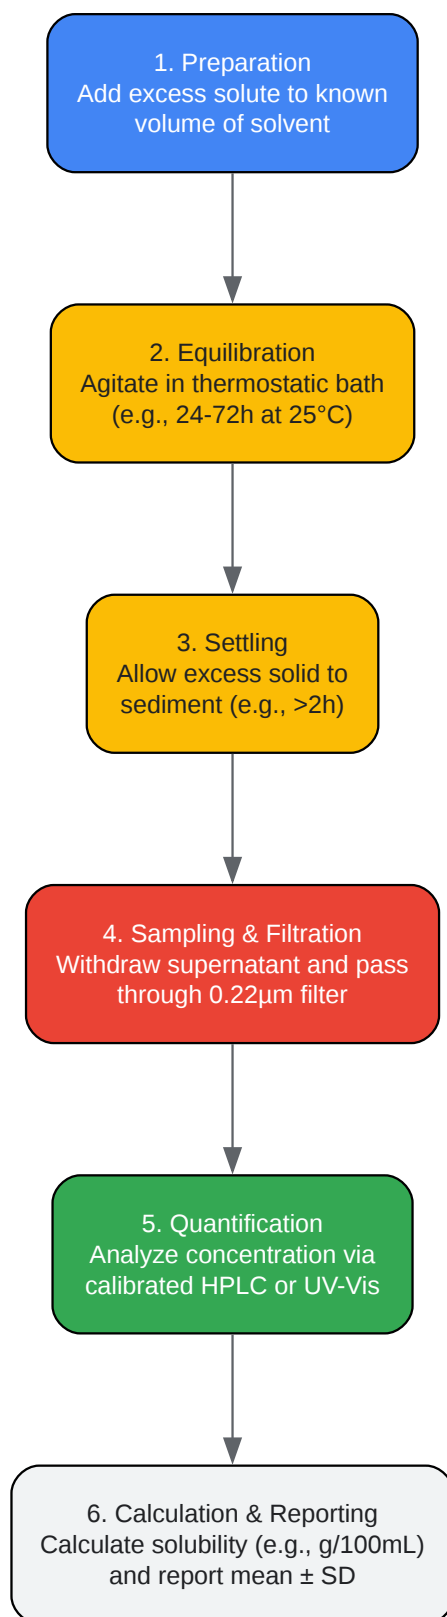 1. Preparation
Add excess solute to known
volume of solvent
2. Equilibration
Agitate in thermostatic bath
(e.g., 24-72h at 25°C)
3. Settling
Allow excess solid to
sediment (e.g., >2h)
4. Sampling & Filtration
Withdraw supernatant and pass
through 0.22µm filter
5. Quantification
Analyze concentration via
calibrated HPLC or UV-Vis
6. Calculation & Reporting
Calculate solubility (e.g., g/100mL)
and report mean ± SD